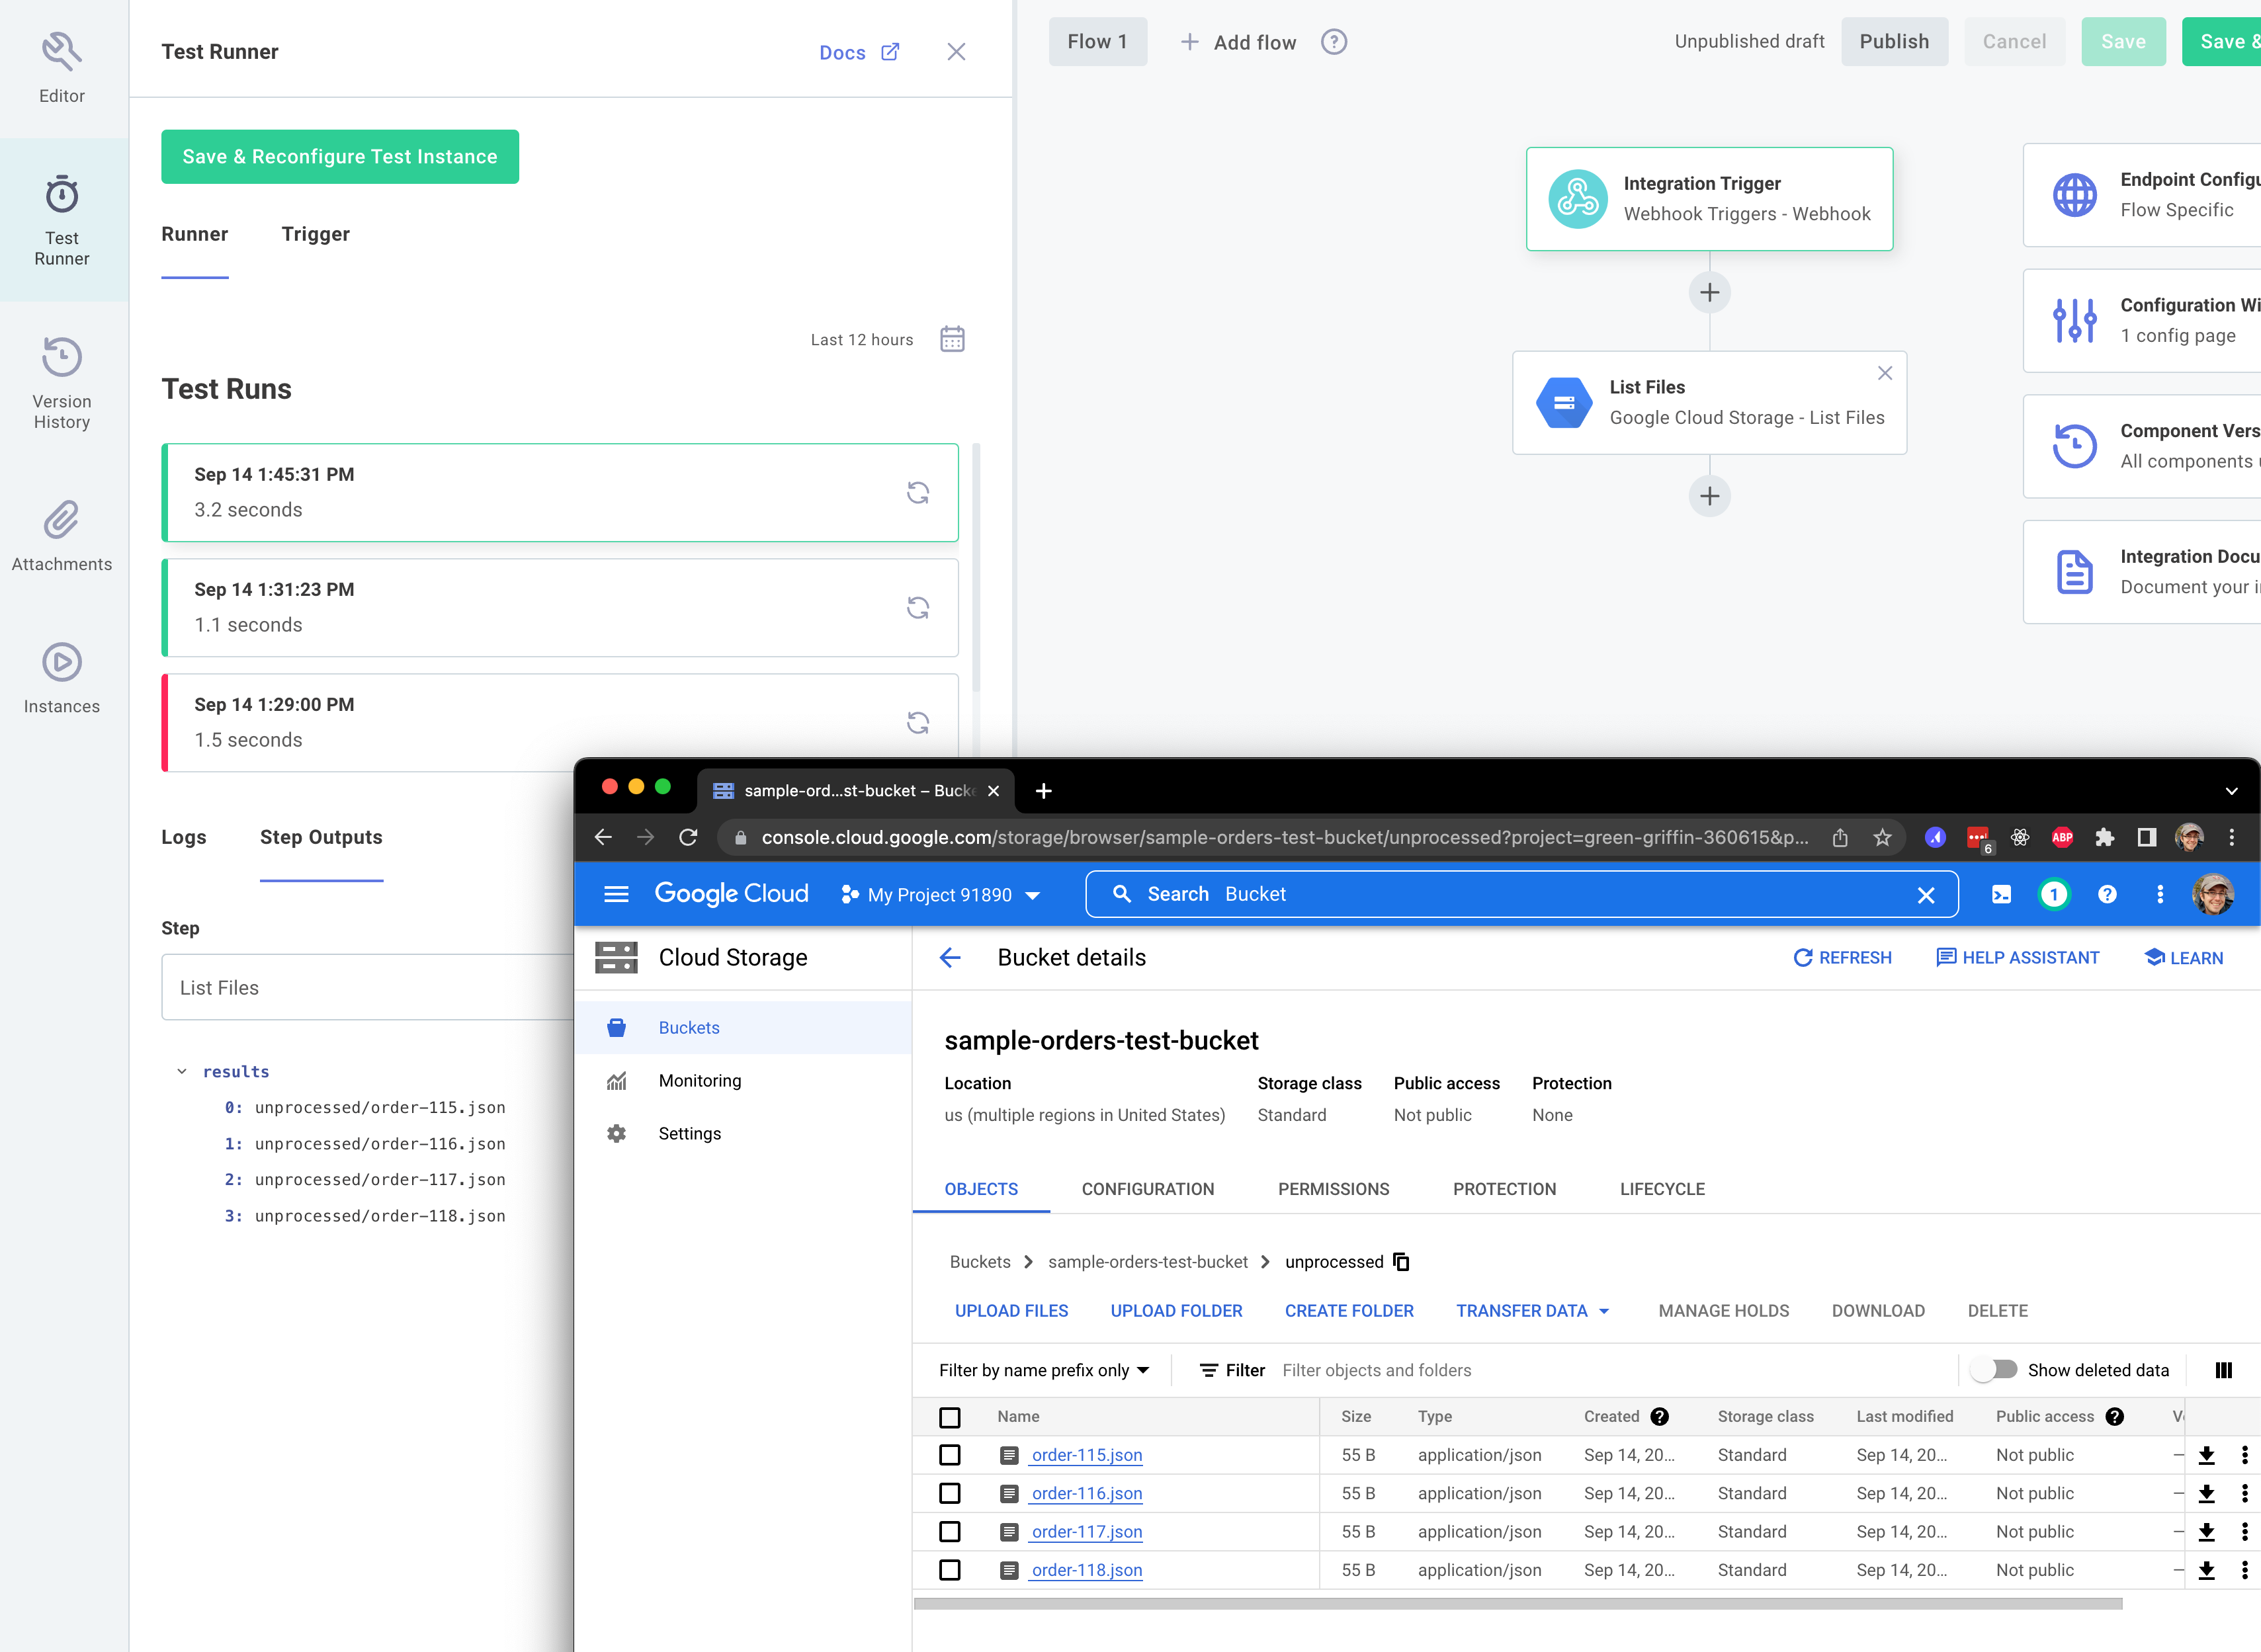 Editor
Test
Runner
Version
History
Attachments
Instances
Test Runner
Docs
Save & Reconfigure Test Instance
Runner
Trigger
Last 12 hours
Test Runs
Sep 14 1:45:31 PM
3.2 seconds
Sep 14 1:31:23 PM
1.1 seconds
Sep 14 1:29:00 PM
1.5 seconds
Logs
Step Outputs
Step
List Files
results
0: unprocessed/order-115.json
1: unprocessed/order-116.json
2: unprocessed/order-117.json
3: unprocessed/order-118.json
Flow 1
+ Add flow ?
Unpublished draft
Publish
Cancel
Save
Save &
Integration Trigger
Webhook Triggers - Webhook
List Files
Google Cloud Storage - List Files
Endpoint Configu
Flow Specific
Configuration Wi
1 config page
Component Vers
All components
Integration Docu
Document your i
sample-ord...st-bucket – Bucke
console.cloud.google.com/storage/browser/sample-orders-test-bucket/unprocessed?project=green-griffin-360615&p...
6
ABP
Google Cloud
My Project 91890
Search Bucket
1
Cloud Storage
Buckets
Monitoring
Settings
Bucket details
REFRESH
HELP ASSISTANT
LEARN
sample-orders-test-bucket
Location Storage class Public access Protection
us (multiple regions in United States) Standard Not public None
OBJECTS CONFIGURATION PERMISSIONS PROTECTION LIFECYCLE
Buckets > sample-orders-test-bucket > unprocessed
UPLOAD FILES UPLOAD FOLDER CREATE FOLDER TRANSFER DATA MANAGE HOLDS DOWNLOAD DELETE
Filter by name prefix only Filter Filter objects and folders Show deleted data
Name Size Type Created Storage class Last modified Public access
order-115.json 55 B application/json Sep 14, 20... Standard Sep 14, 20... Not public —
order-116.json 55 B application/json Sep 14, 20... Standard Sep 14, 20... Not public —
order-117.json 55 B application/json Sep 14, 20... Standard Sep 14, 20... Not public —
order-118.json 55 B application/json Sep 14, 20... Standard Sep 14, 20... Not public —